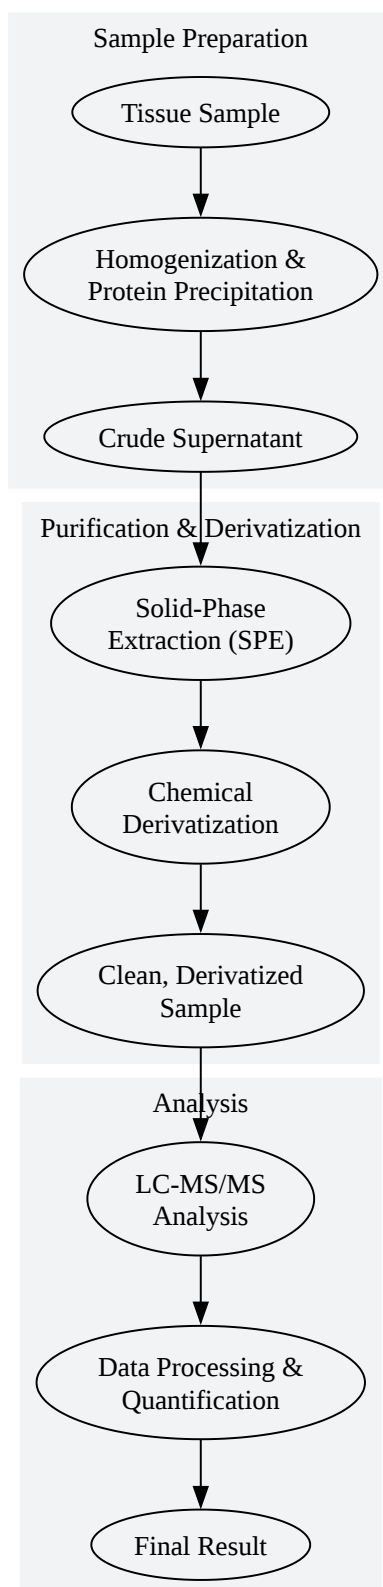 Sample Preparation
Tissue Sample
Homogenization &
Protein Precipitation
Crude Supernatant
Purification & Derivatization
Solid-Phase
Extraction (SPE)
Chemical
Derivatization
Clean, Derivatized
Sample
Analysis
LC-MS/MS
Analysis
Data Processing &
Quantification
Final Result